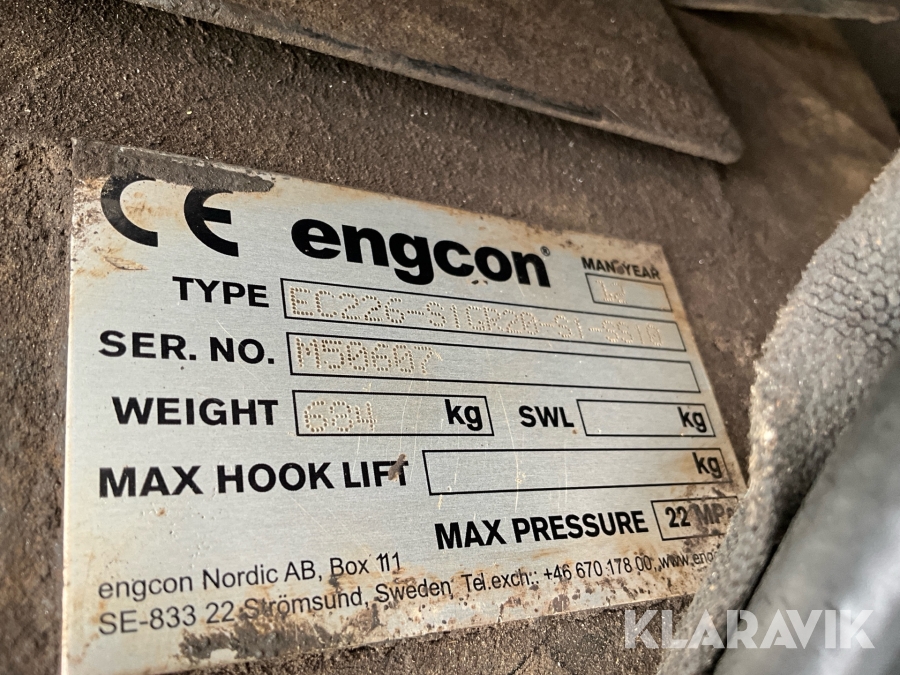 CE engcon®
MAN.YEAR
TYPE EC226-S1GR20-S1-SS10
SER. NO. M50607
WEIGHT 684 kg SWL kg
MAX HOOK LIFT kg
MAX PRESSURE 22 MPa
engcon Nordic AB, Box 111
SE-833 22 Strömsund, Sweden Tel.exch:: +46 670 178 00,
KLARAVIK